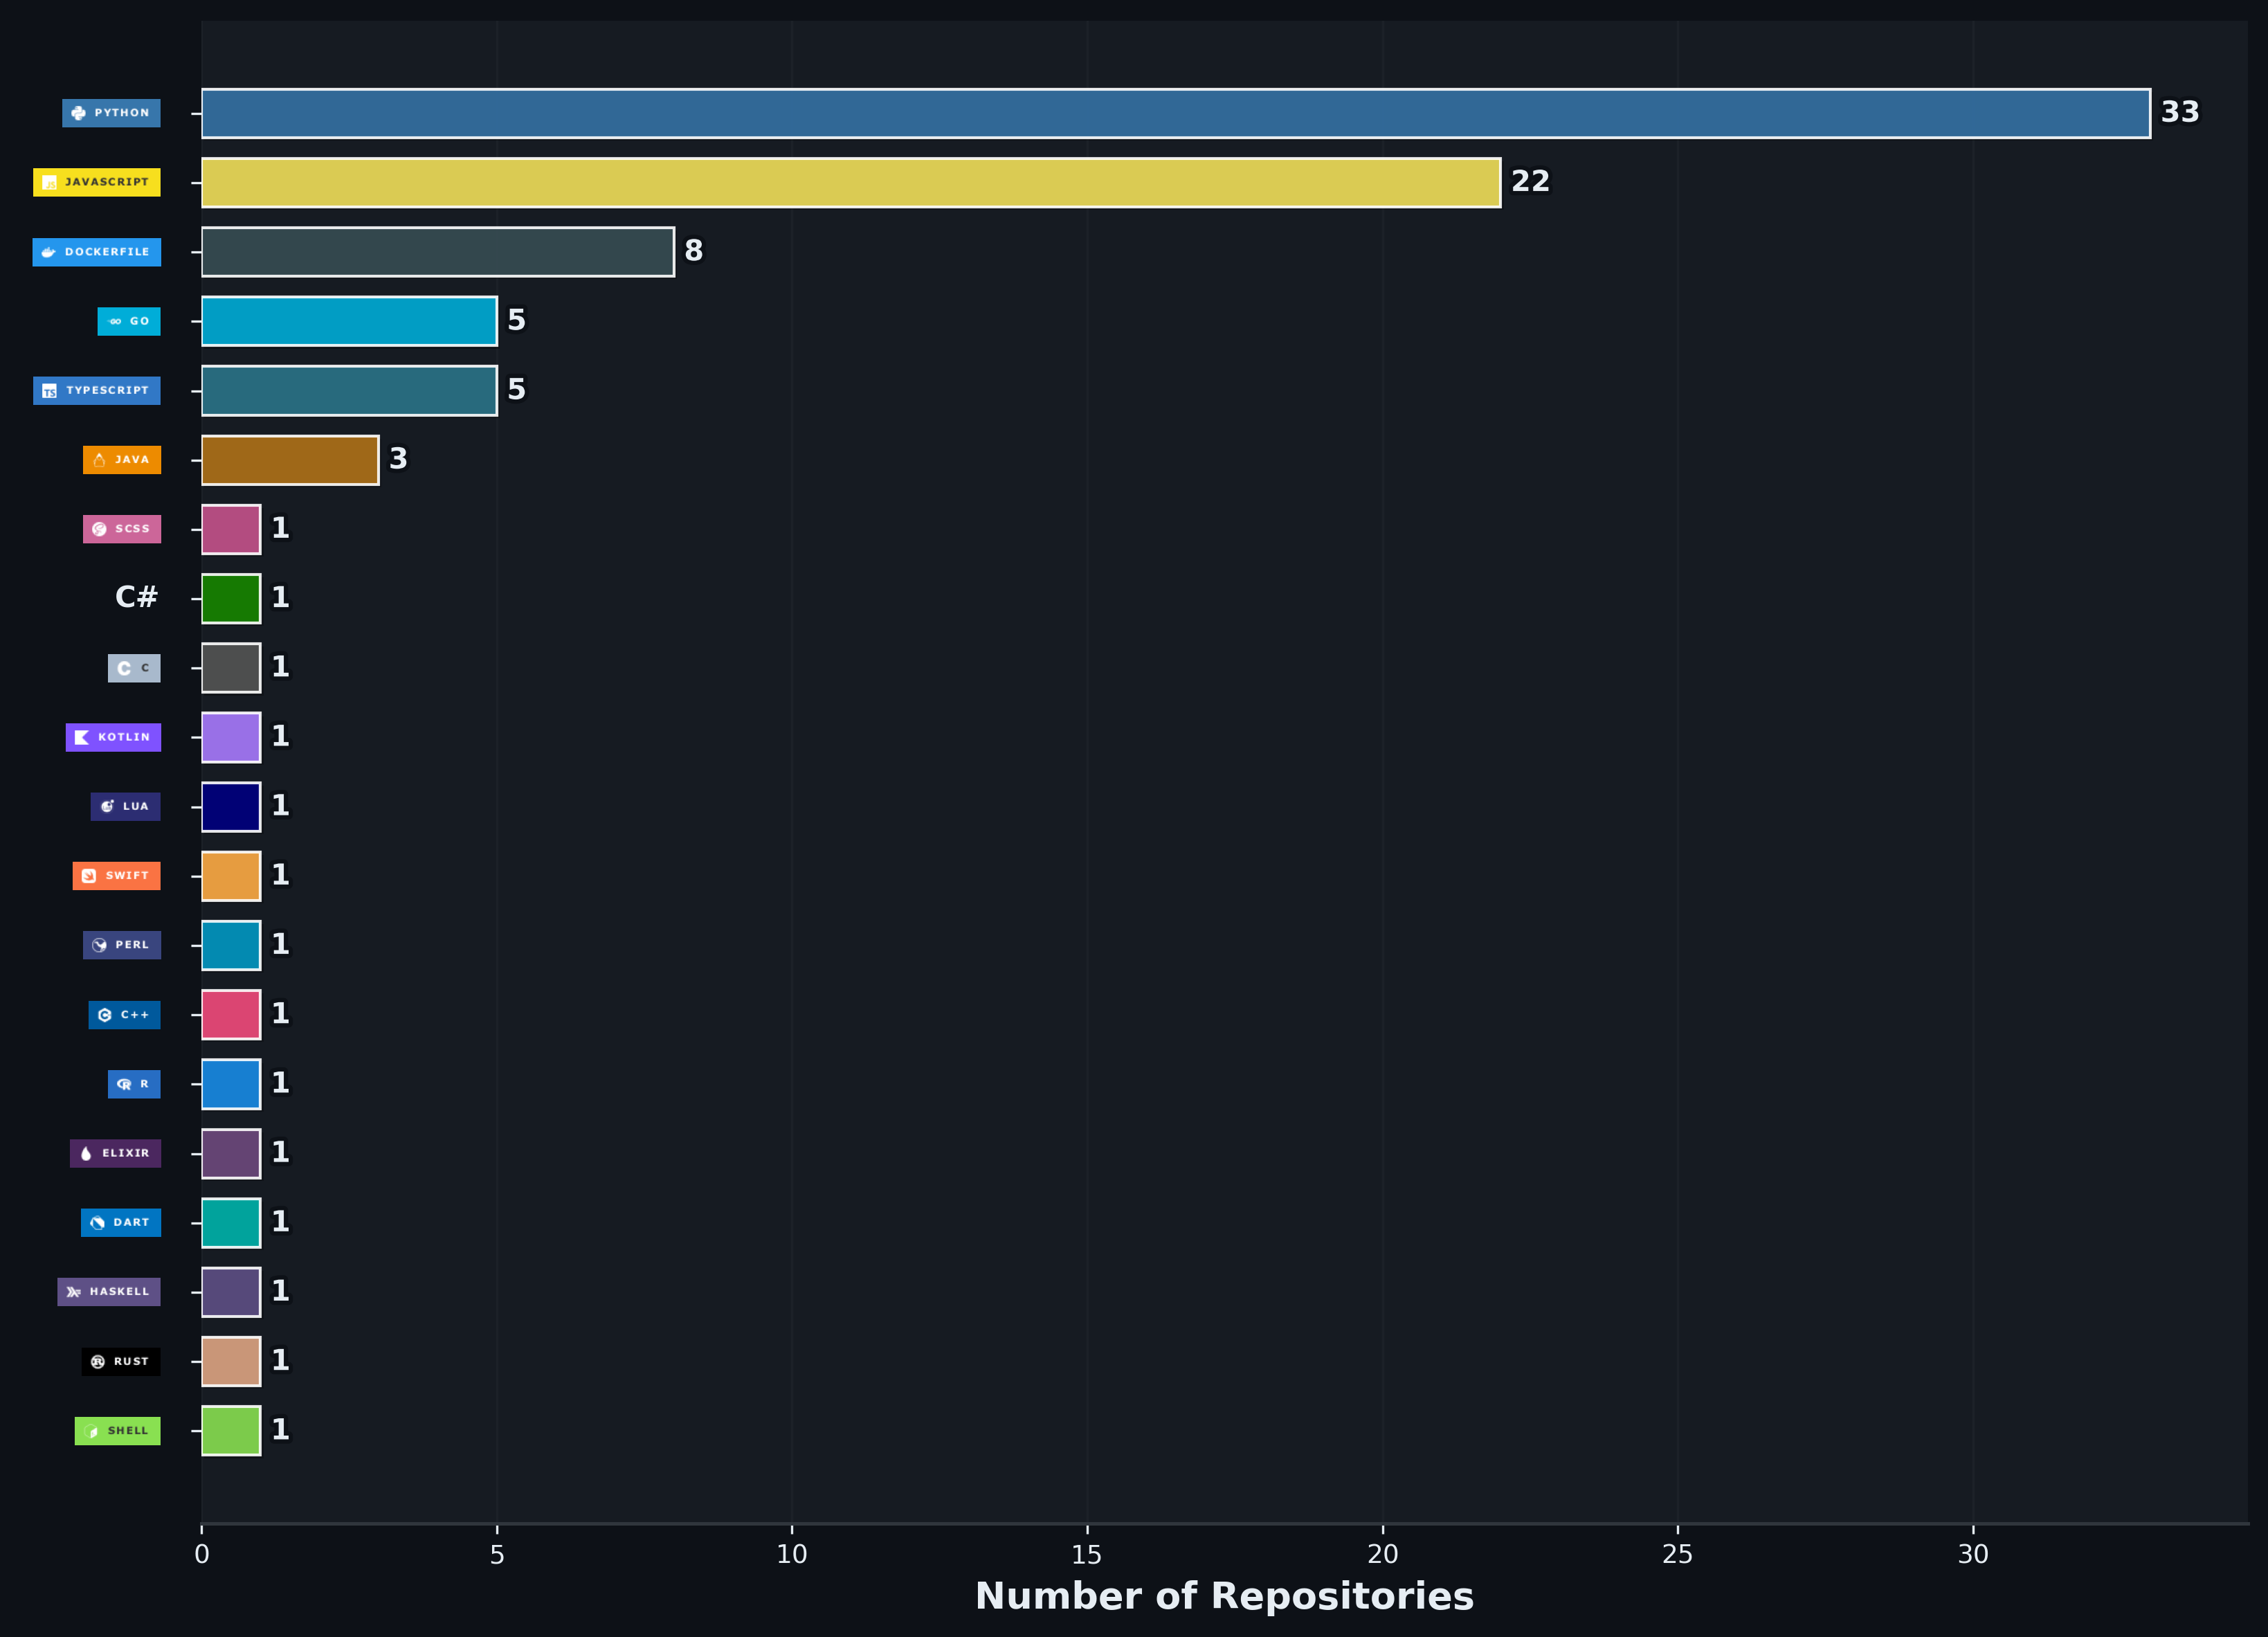 PYTHON 33
JAVASCRIPT 22
DOCKERFILE 8
GO 5
TS TYPESCRIPT 5
JAVA 3
SCSS 1
C# 1
C C 1
KOTLIN 1
LUA 1
SWIFT 1
PERL 1
C C++ 1
R R 1
ELIXIR 1
DART 1
HASKELL 1
R RUST 1
SHELL 1
0 5 10 15 20 25 30
Number of Repositories